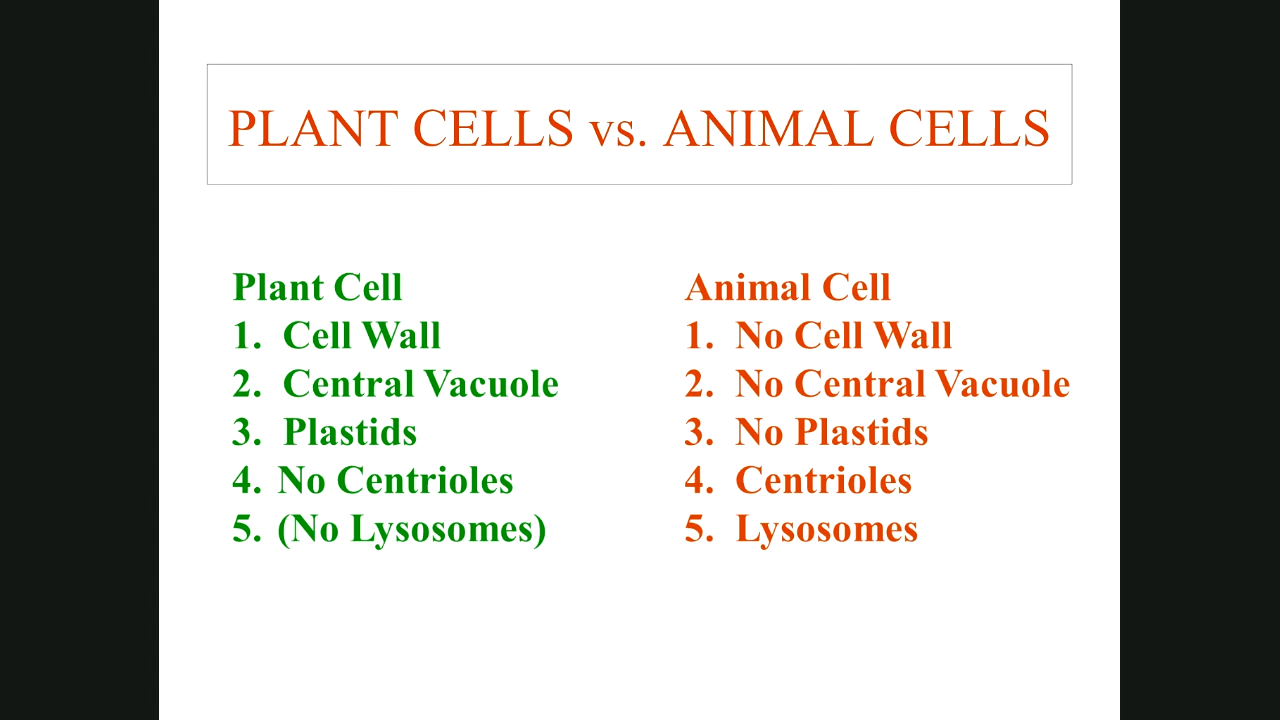 PLANT CELLS vs. ANIMAL CELLS
Plant Cell
1. Cell Wall
2. Central Vacuole
3. Plastids
4. No Centrioles
5. (No Lysosomes)
Animal Cell
1. No Cell Wall
2. No Central Vacuole
3. No Plastids
4. Centrioles
5. Lysosomes